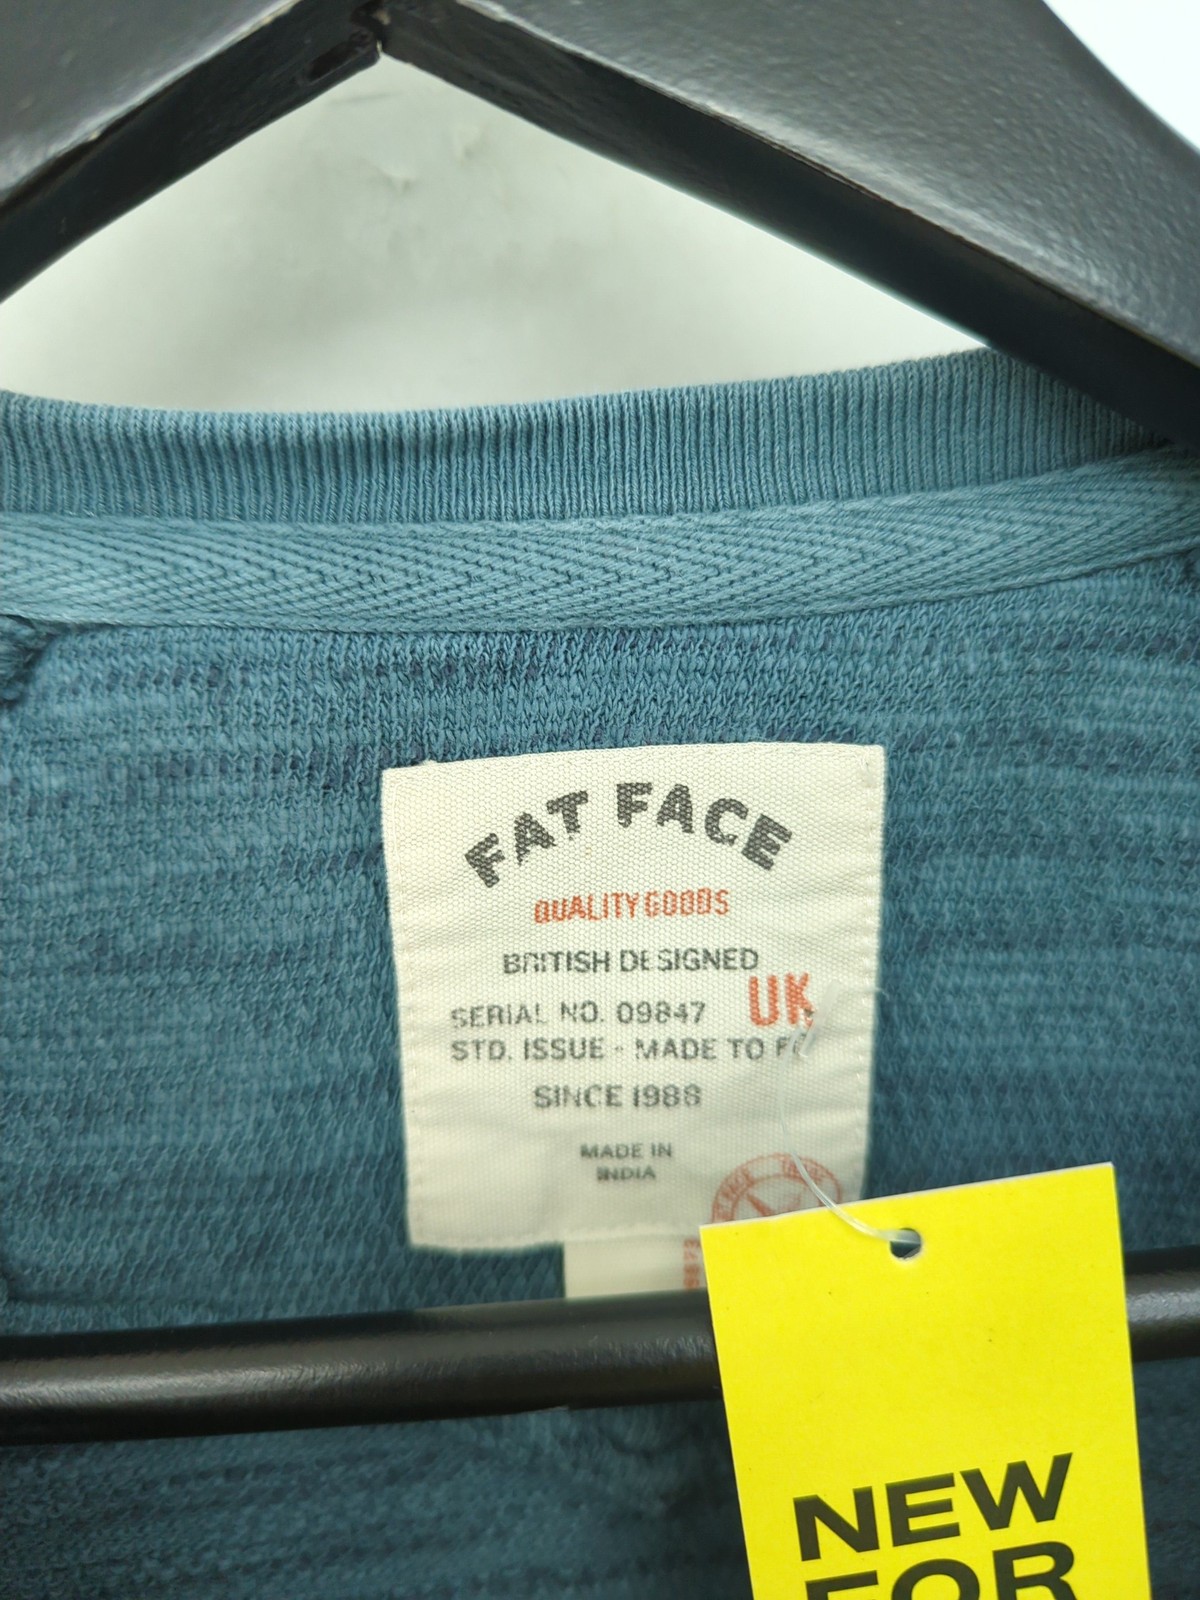 FAT FACE
QUALITY GOODS
BRITISH DESIGNED
UK
SERIAL NO. 09847
STD. ISSUE - MADE TO
SINCE 1988
MADE IN
INDIA
NEW
FOR